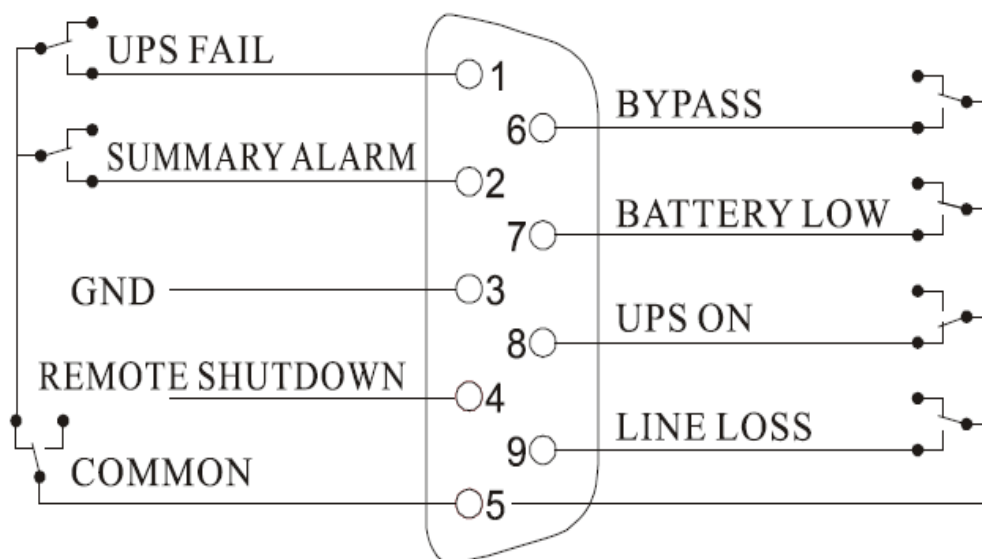 UPS FAIL
1
BYPASS
6
SUMMARY ALARM
2
BATTERY LOW
7
GND
3
UPS ON
8
REMOTE SHUTDOWN
4
LINE LOSS
9
COMMON
5